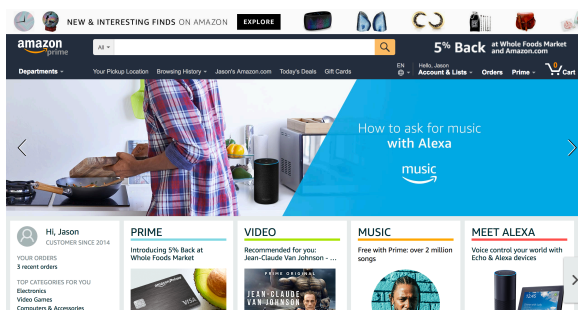 NEW & INTERESTING FINDS ON AMAZON
EXPLORE
amazon
prime
All
5% Back at Whole Foods Market
and Amazon.com
Departments
Your Pickup Location
Browsing History
Jason's Amazon.com
Today's Deals
Gift Cards
EN
Hello, Jason
Account & Lists
Orders
Prime
0
Cart
How to ask for music
with Alexa
music
Hi, Jason
CUSTOMER SINCE 2014
YOUR ORDERS
3 recent orders
TOP CATEGORIES FOR YOU
Electronics
Video Games
Computers & Accessories
PRIME
Introducing 5% Back at
Whole Foods Market
VISA
VIDEO
Recommended for you:
Jean-Claude Van Johnson - ...
PRIME ORIGINAL
JEAN-CLAUDE
VAN JOHNSON
MUSIC
Free with Prime: over 2 million
songs
MEET ALEXA
Voice control your world with
Echo & Alexa devices